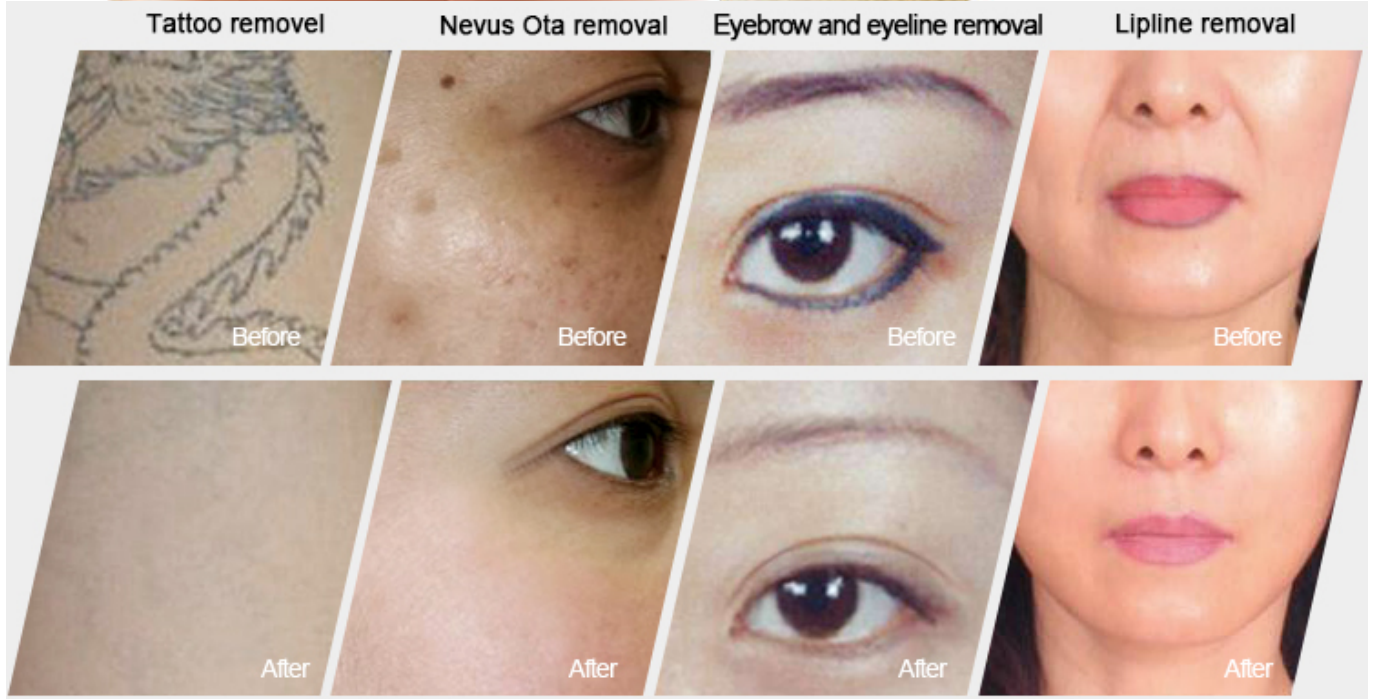 Tattoo removel
Nevus Ota removal
Eyebrow and eyeline removal
Lipline removal
Before
Before
Before
Before
After
After
After
After